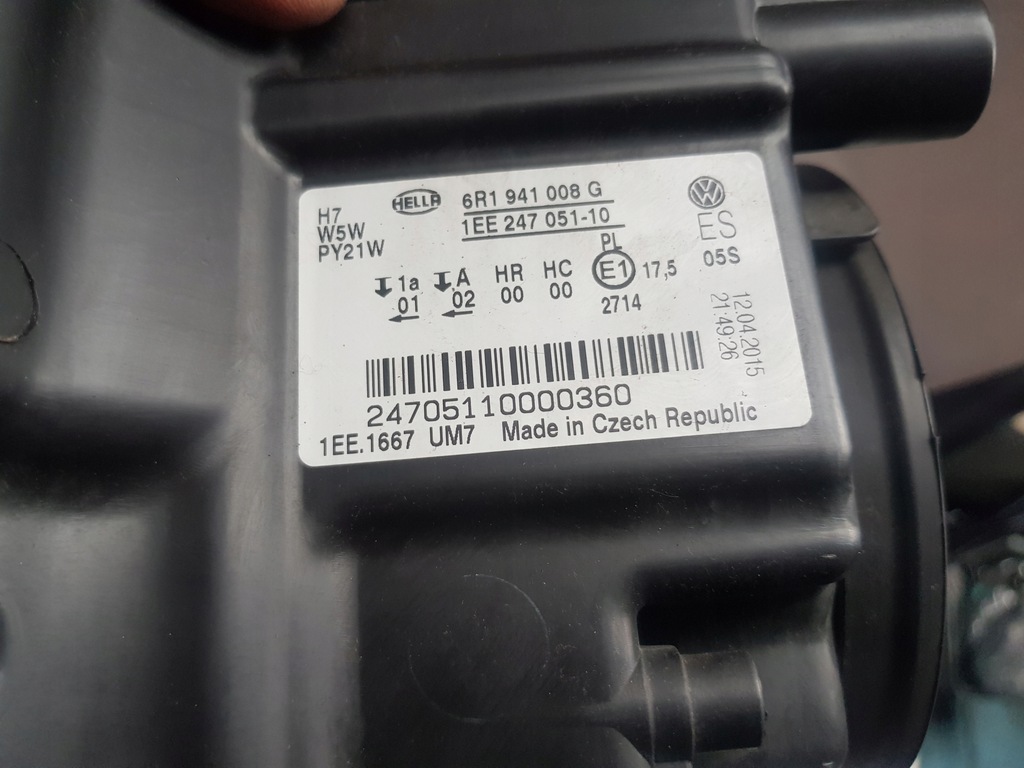 H7
W5W
PY21W
HELLA
6R1 941 008 G
1EE 247 051-10
VW
ES
05S
1a
01
A
02
HR
00
HC
00
PL
E1
17,5
2714
12.04.2015
21:49:26
24705110000360
1EE.1667 UM7 Made in Czech Republic